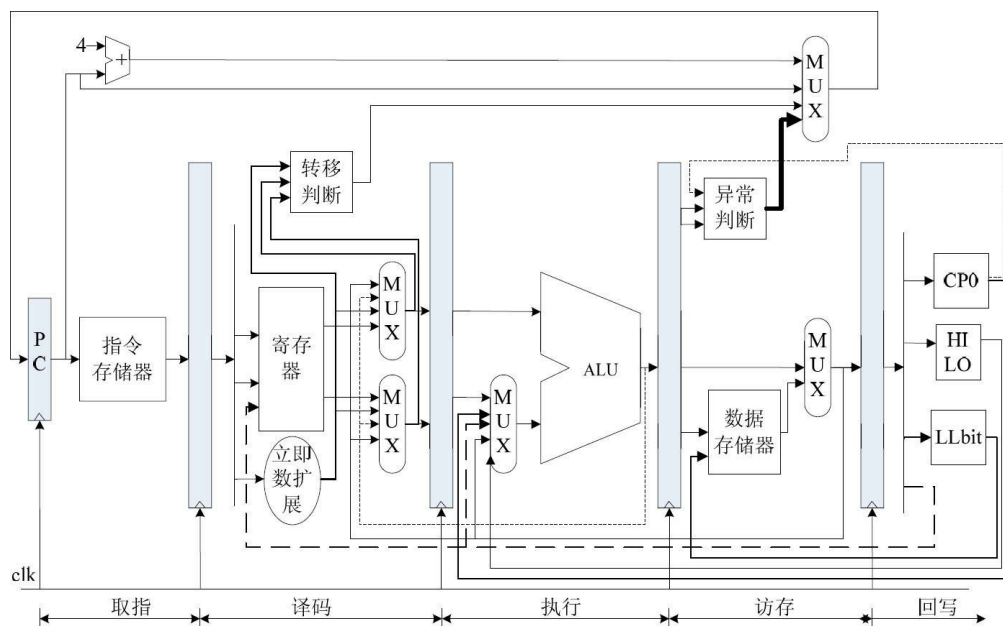 4
+
M
U
X
转移
判断
异常
判断
P
C
指令
存储器
寄存
器
立即
数扩
展
M
U
X
M
U
X
M
U
X
ALU
数据
存储器
M
U
X
CP0
HI
LO
LLbit
clk
取指
译码
执行
访存
回写